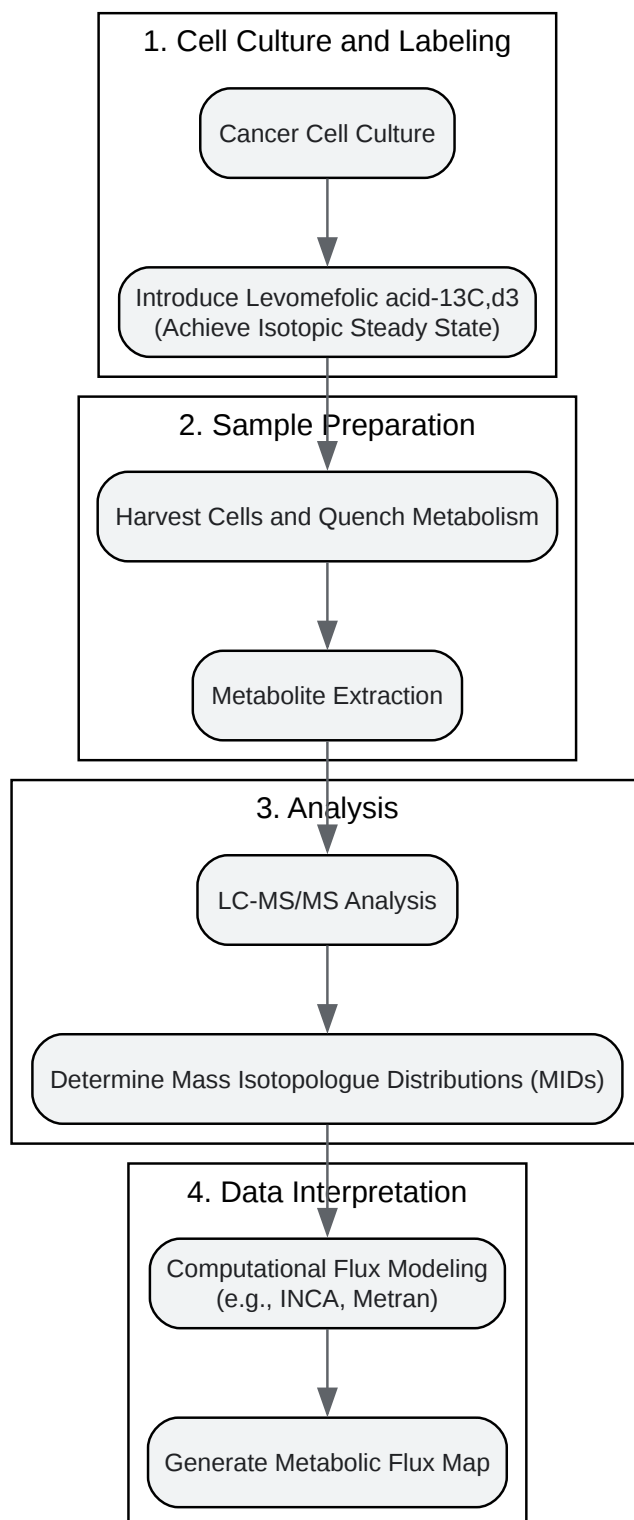 1. Cell Culture and Labeling
Cancer Cell Culture
Introduce Levomefolic acid-13C,d3
(Achieve Isotopic Steady State)
2. Sample Preparation
Harvest Cells and Quench Metabolism
Metabolite Extraction
3. Analysis
LC-MS/MS Analysis
Determine Mass Isotopologue Distributions (MIDs)
4. Data Interpretation
Computational Flux Modeling
(e.g., INCA, Metran)
Generate Metabolic Flux Map